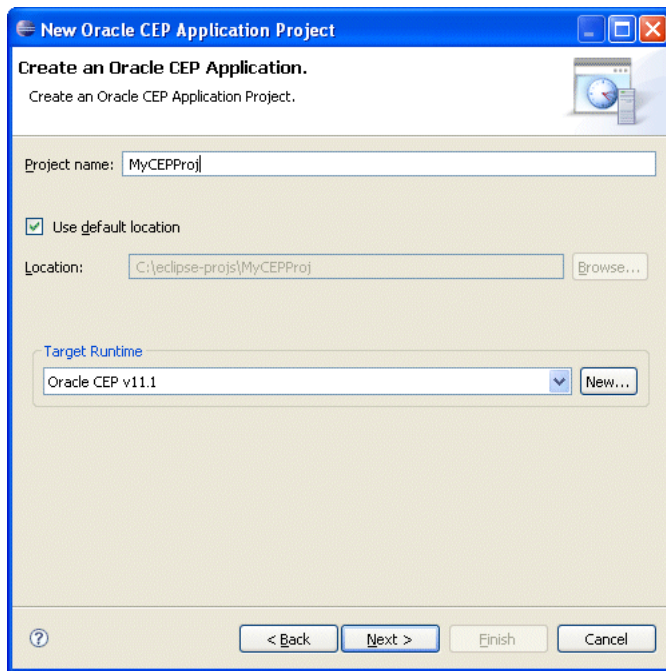 New Oracle CEP Application Project
Create an Oracle CEP Application.
Create an Oracle CEP Application Project.
Project name: MyCEPProj
Use default location
Location: C:\eclipse-projs\MyCEPProj Browse...
Target Runtime
Oracle CEP v11.1 New...
? < Back Next > Finish Cancel